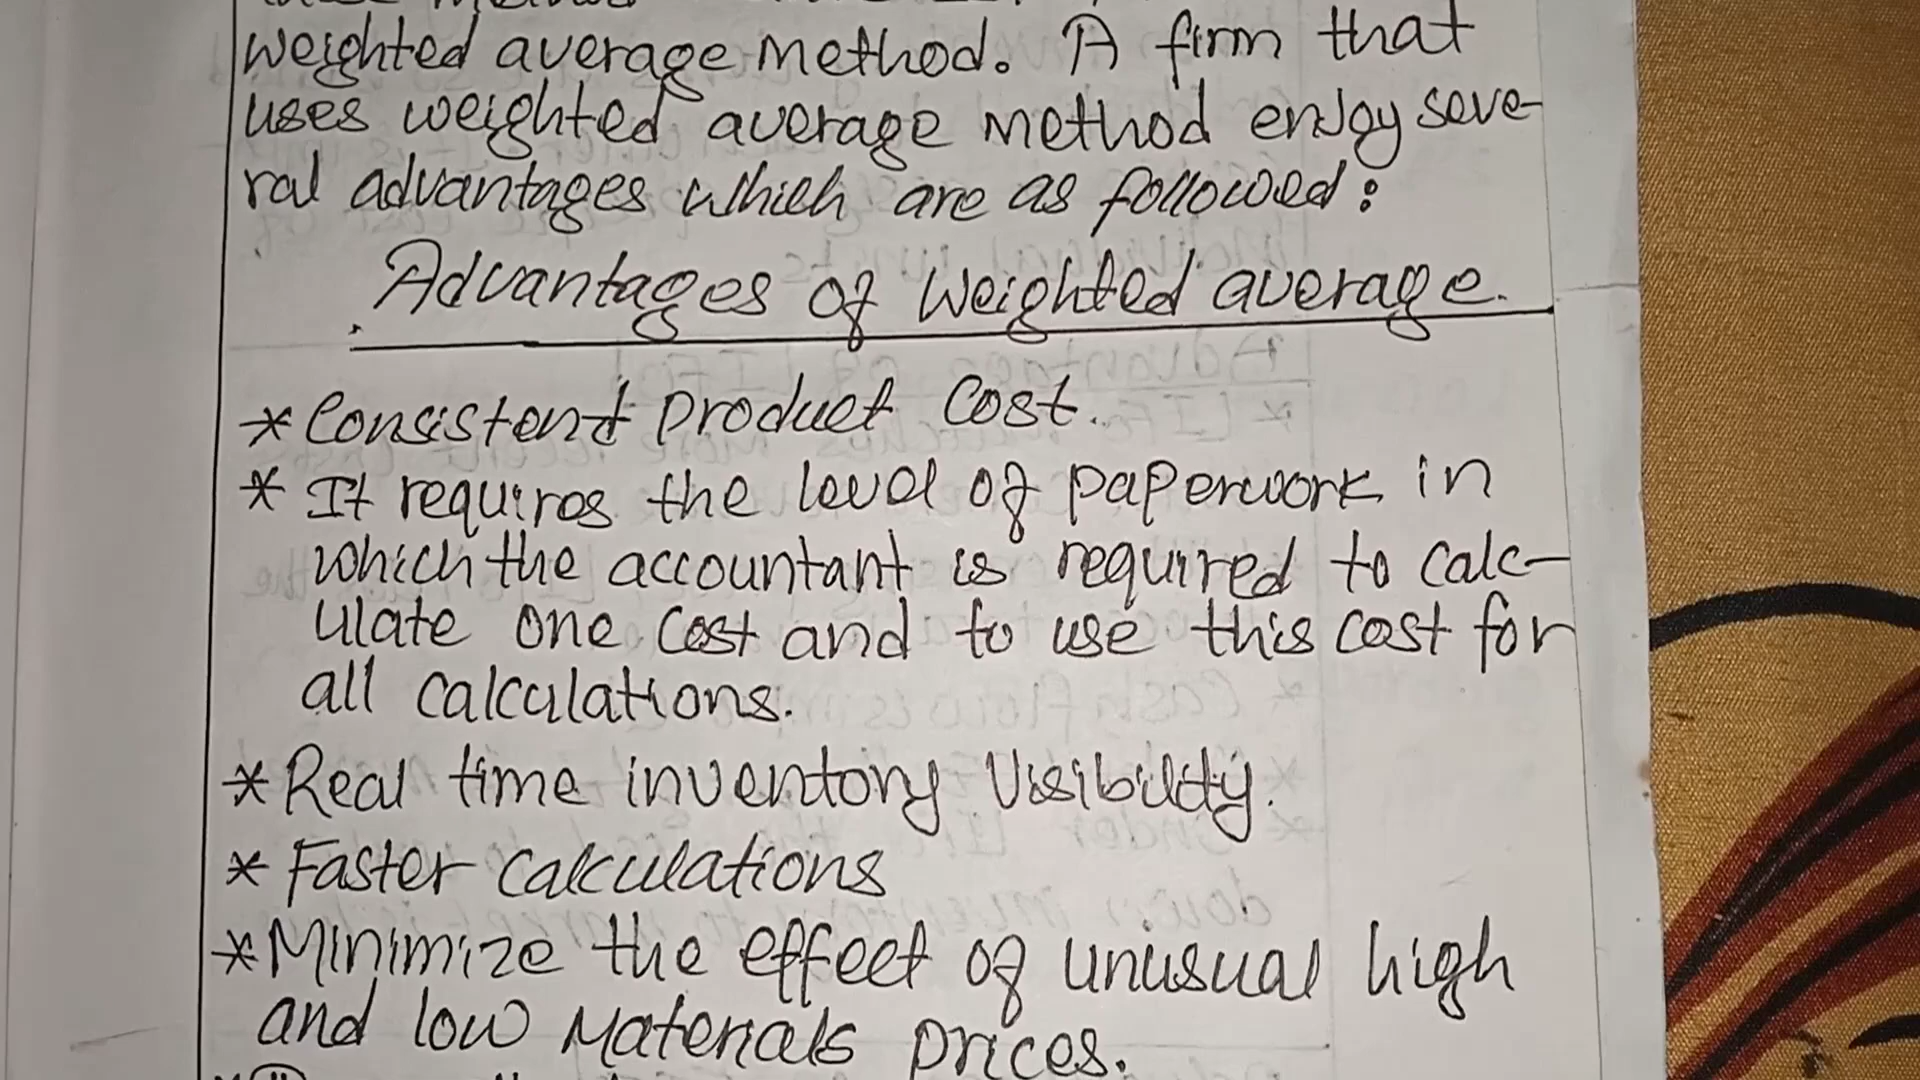 weighted average method. A firm that
uses weighted average method enjoy seve-
ral advantages which are as followed:
Advantages of Weighted average.
* Consistent product cost.
* It requires the level of paperwork in
which the accountant is required to calc-
ulate one cost and to use this cost for
all calculations.
* Real time inventory Visibility.
* Faster calculations
* Minimize the effect of unusual high
and low materials prices.